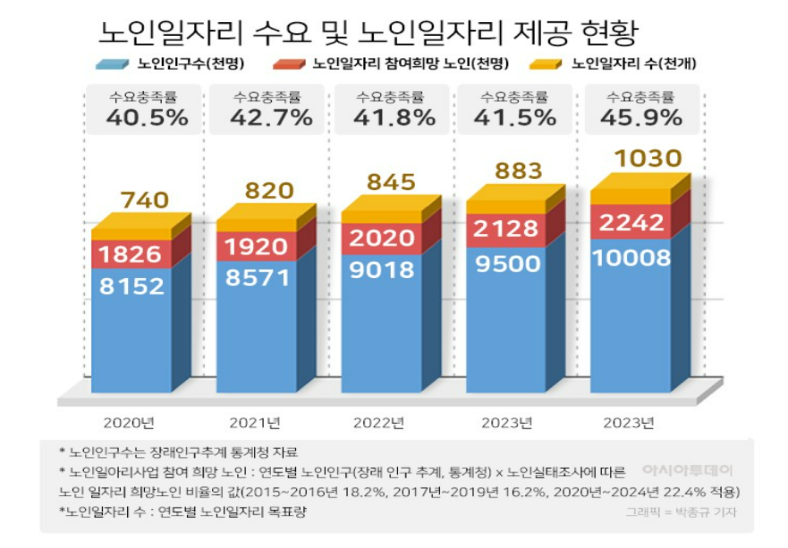 노인일자리 수요 및 노인일자리 제공 현황
노인인구수(천명) 노인일자리 참여희망 노인(천명) 노인일자리 수(천개)
수요충족률 수요충족률 수요충족률 수요충족률 수요충족률
40.5% 42.7% 41.8% 41.5% 45.9%
740 820 845 883 1030
1826 1920 2020 2128 2242
8152 8571 9018 9500 10008
2020년 2021년 2022년 2023년 2023년
* 노인인구수는 장래인구추계 통계청 자료
* 노인일아리사업 참여 희망 노인 : 연도별 노인인구(장래 인구 추계, 통계청) x 노인실태조사에 따른
아시아투데이
노인 일자리 희망노인 비율의 값(2015~2016년 18.2%, 2017년~2019년 16.2%, 2020년~2024년 22.4% 적용)
*노인일자리 수 : 연도별 노인일자리 목표량
그래픽 = 박종규 기자